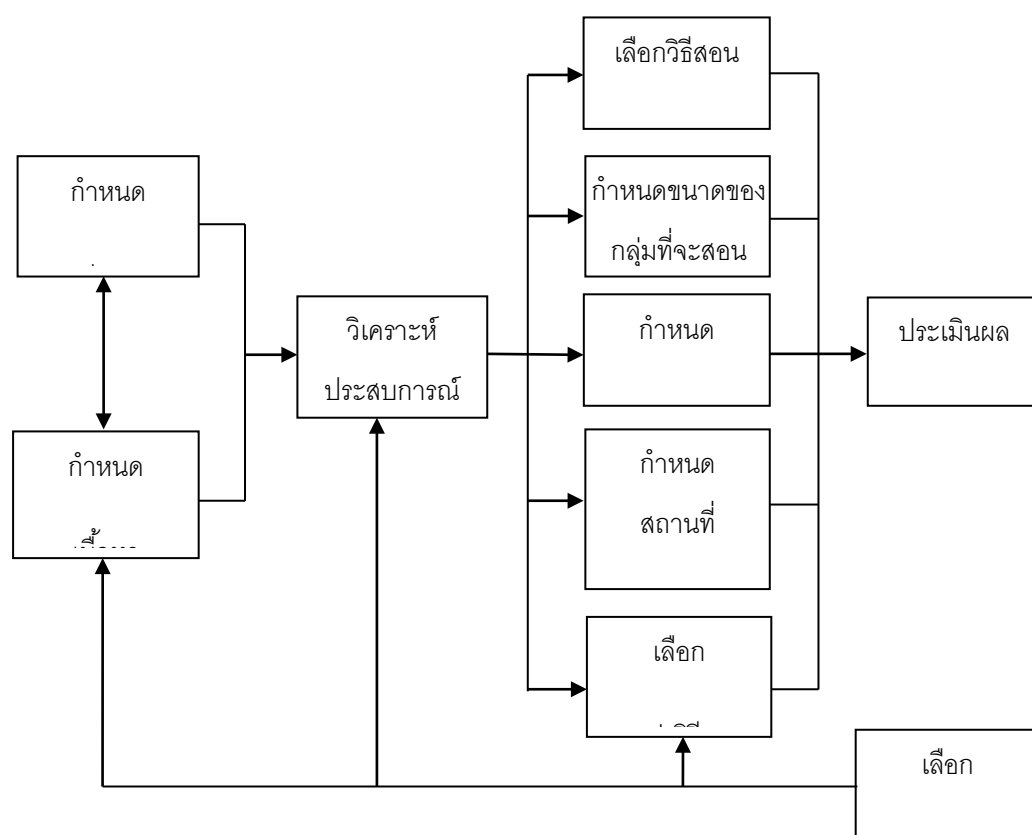 เลือกวิธีสอน
กำหนด
กำหนดขนาดของ
กลุ่มที่จะสอน
วิเคราะห์
ประสบการณ์
กำหนด
ประเมินผล
กำหนด
กำหนด
สถานที่
เลือก
เลือก